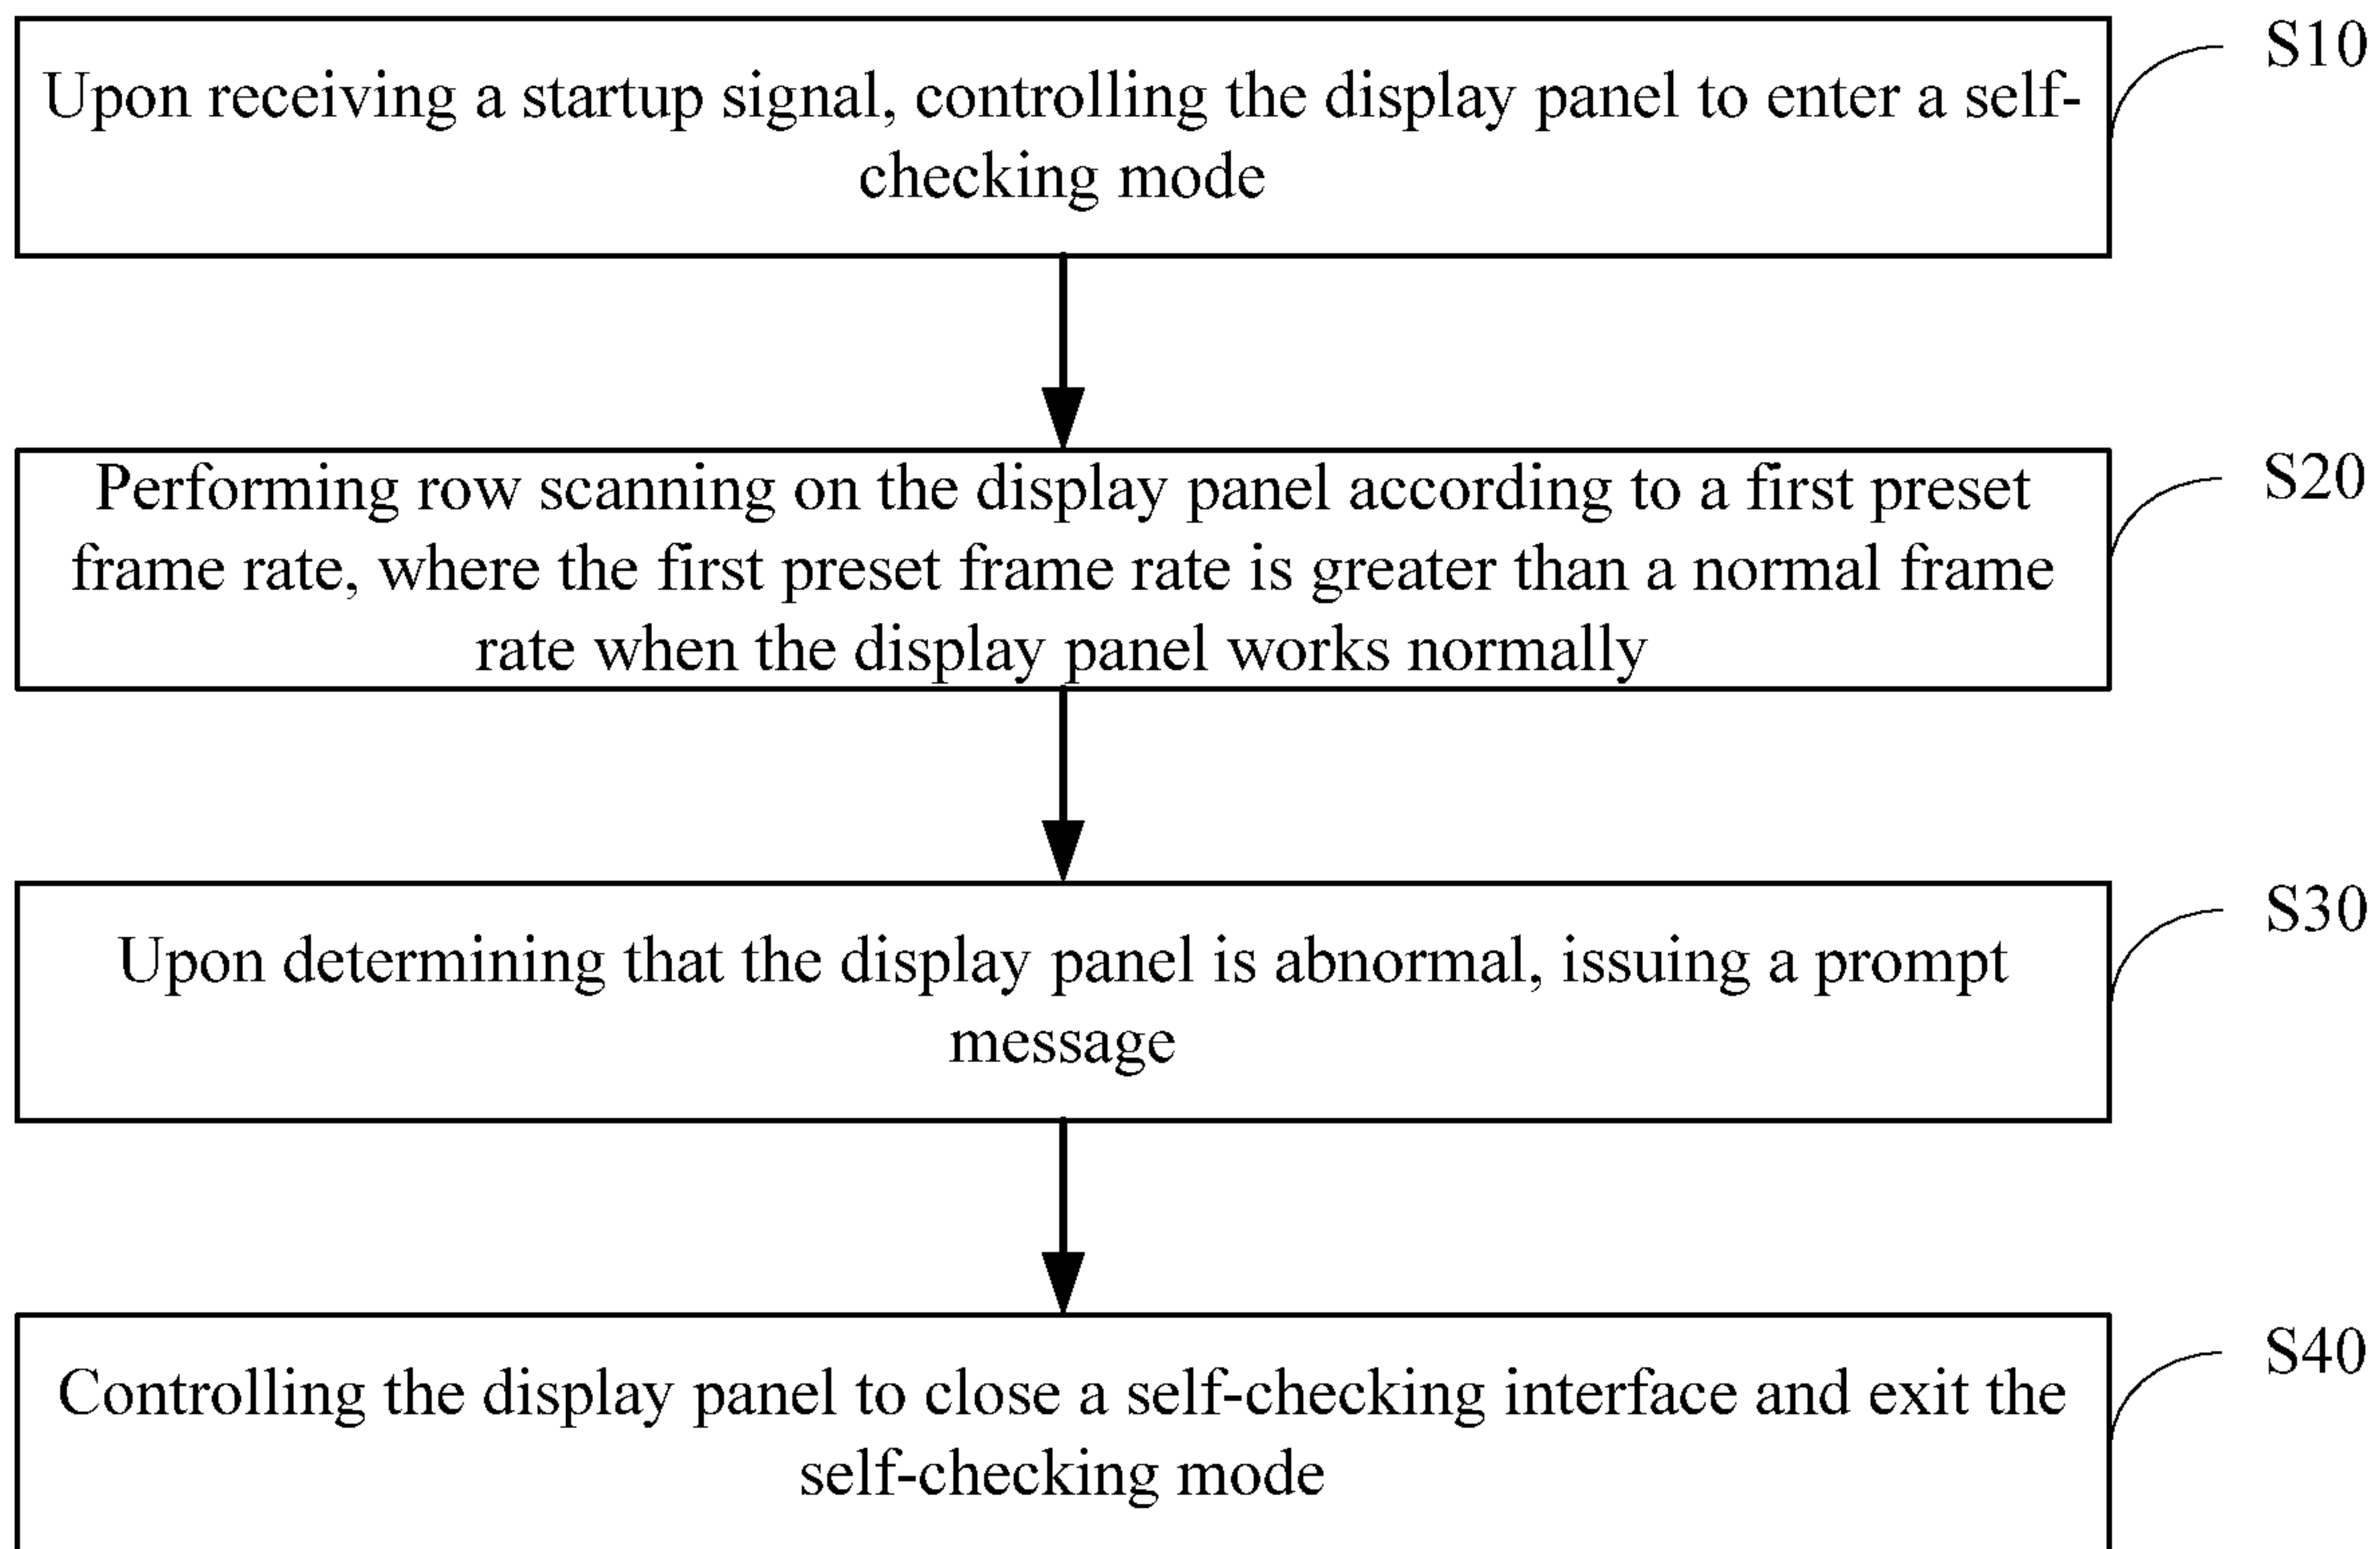 Upon receiving a startup signal, controlling the display panel to enter a self-
checking mode
S10
Performing row scanning on the display panel according to a first preset
frame rate, where the first preset frame rate is greater than a normal frame
rate when the display panel works normally
S20
Upon determining that the display panel is abnormal, issuing a prompt
message
S30
Controlling the display panel to close a self-checking interface and exit the
self-checking mode
S40